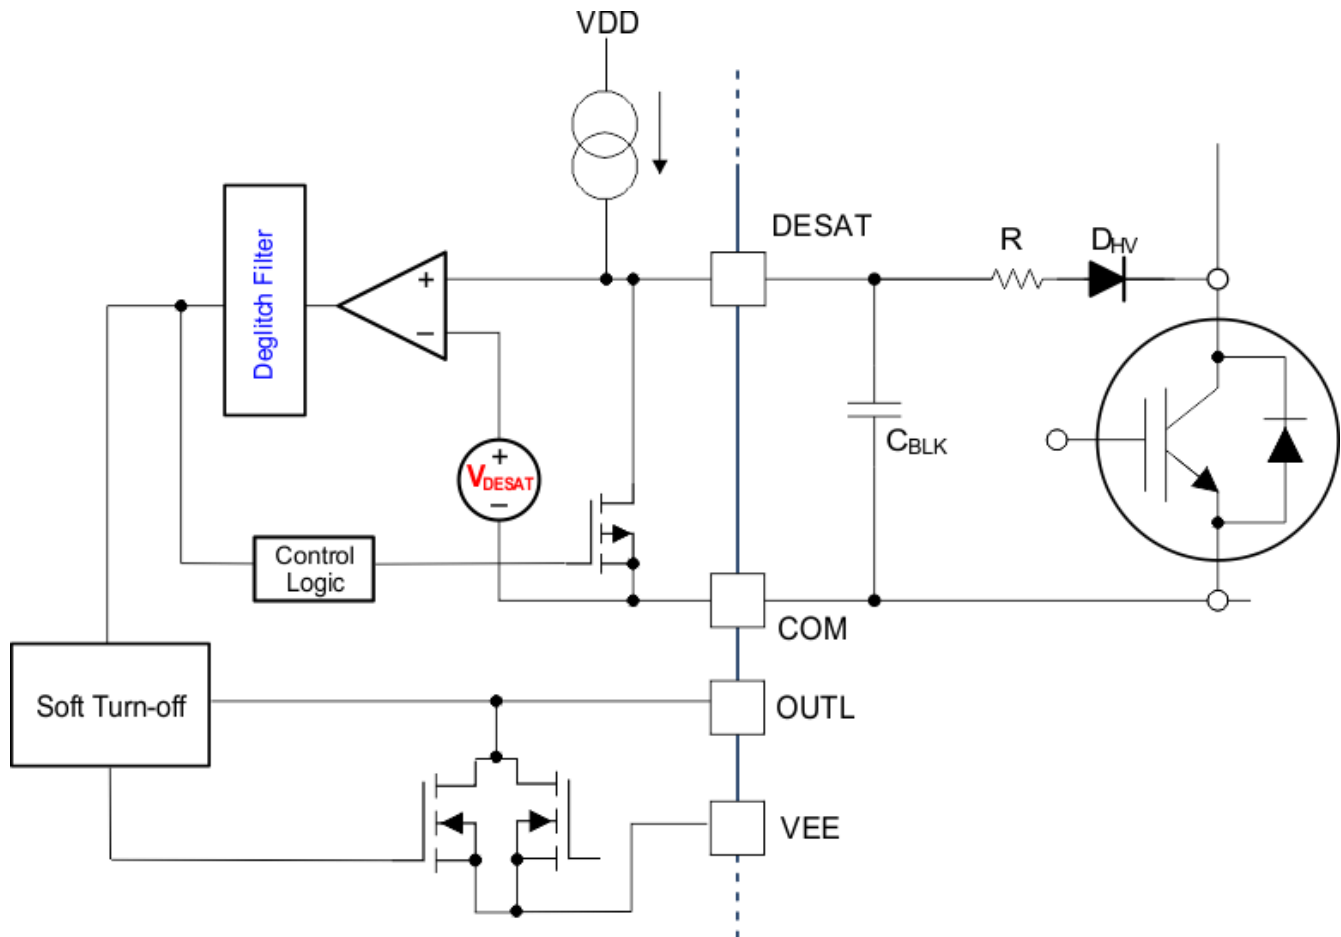 VDD
DESAT
R
DHV
Deglitch Filter
+
−
+
VDESAT
−
CBLK
Control
Logic
COM
Soft Turn-off
OUTL
VEE